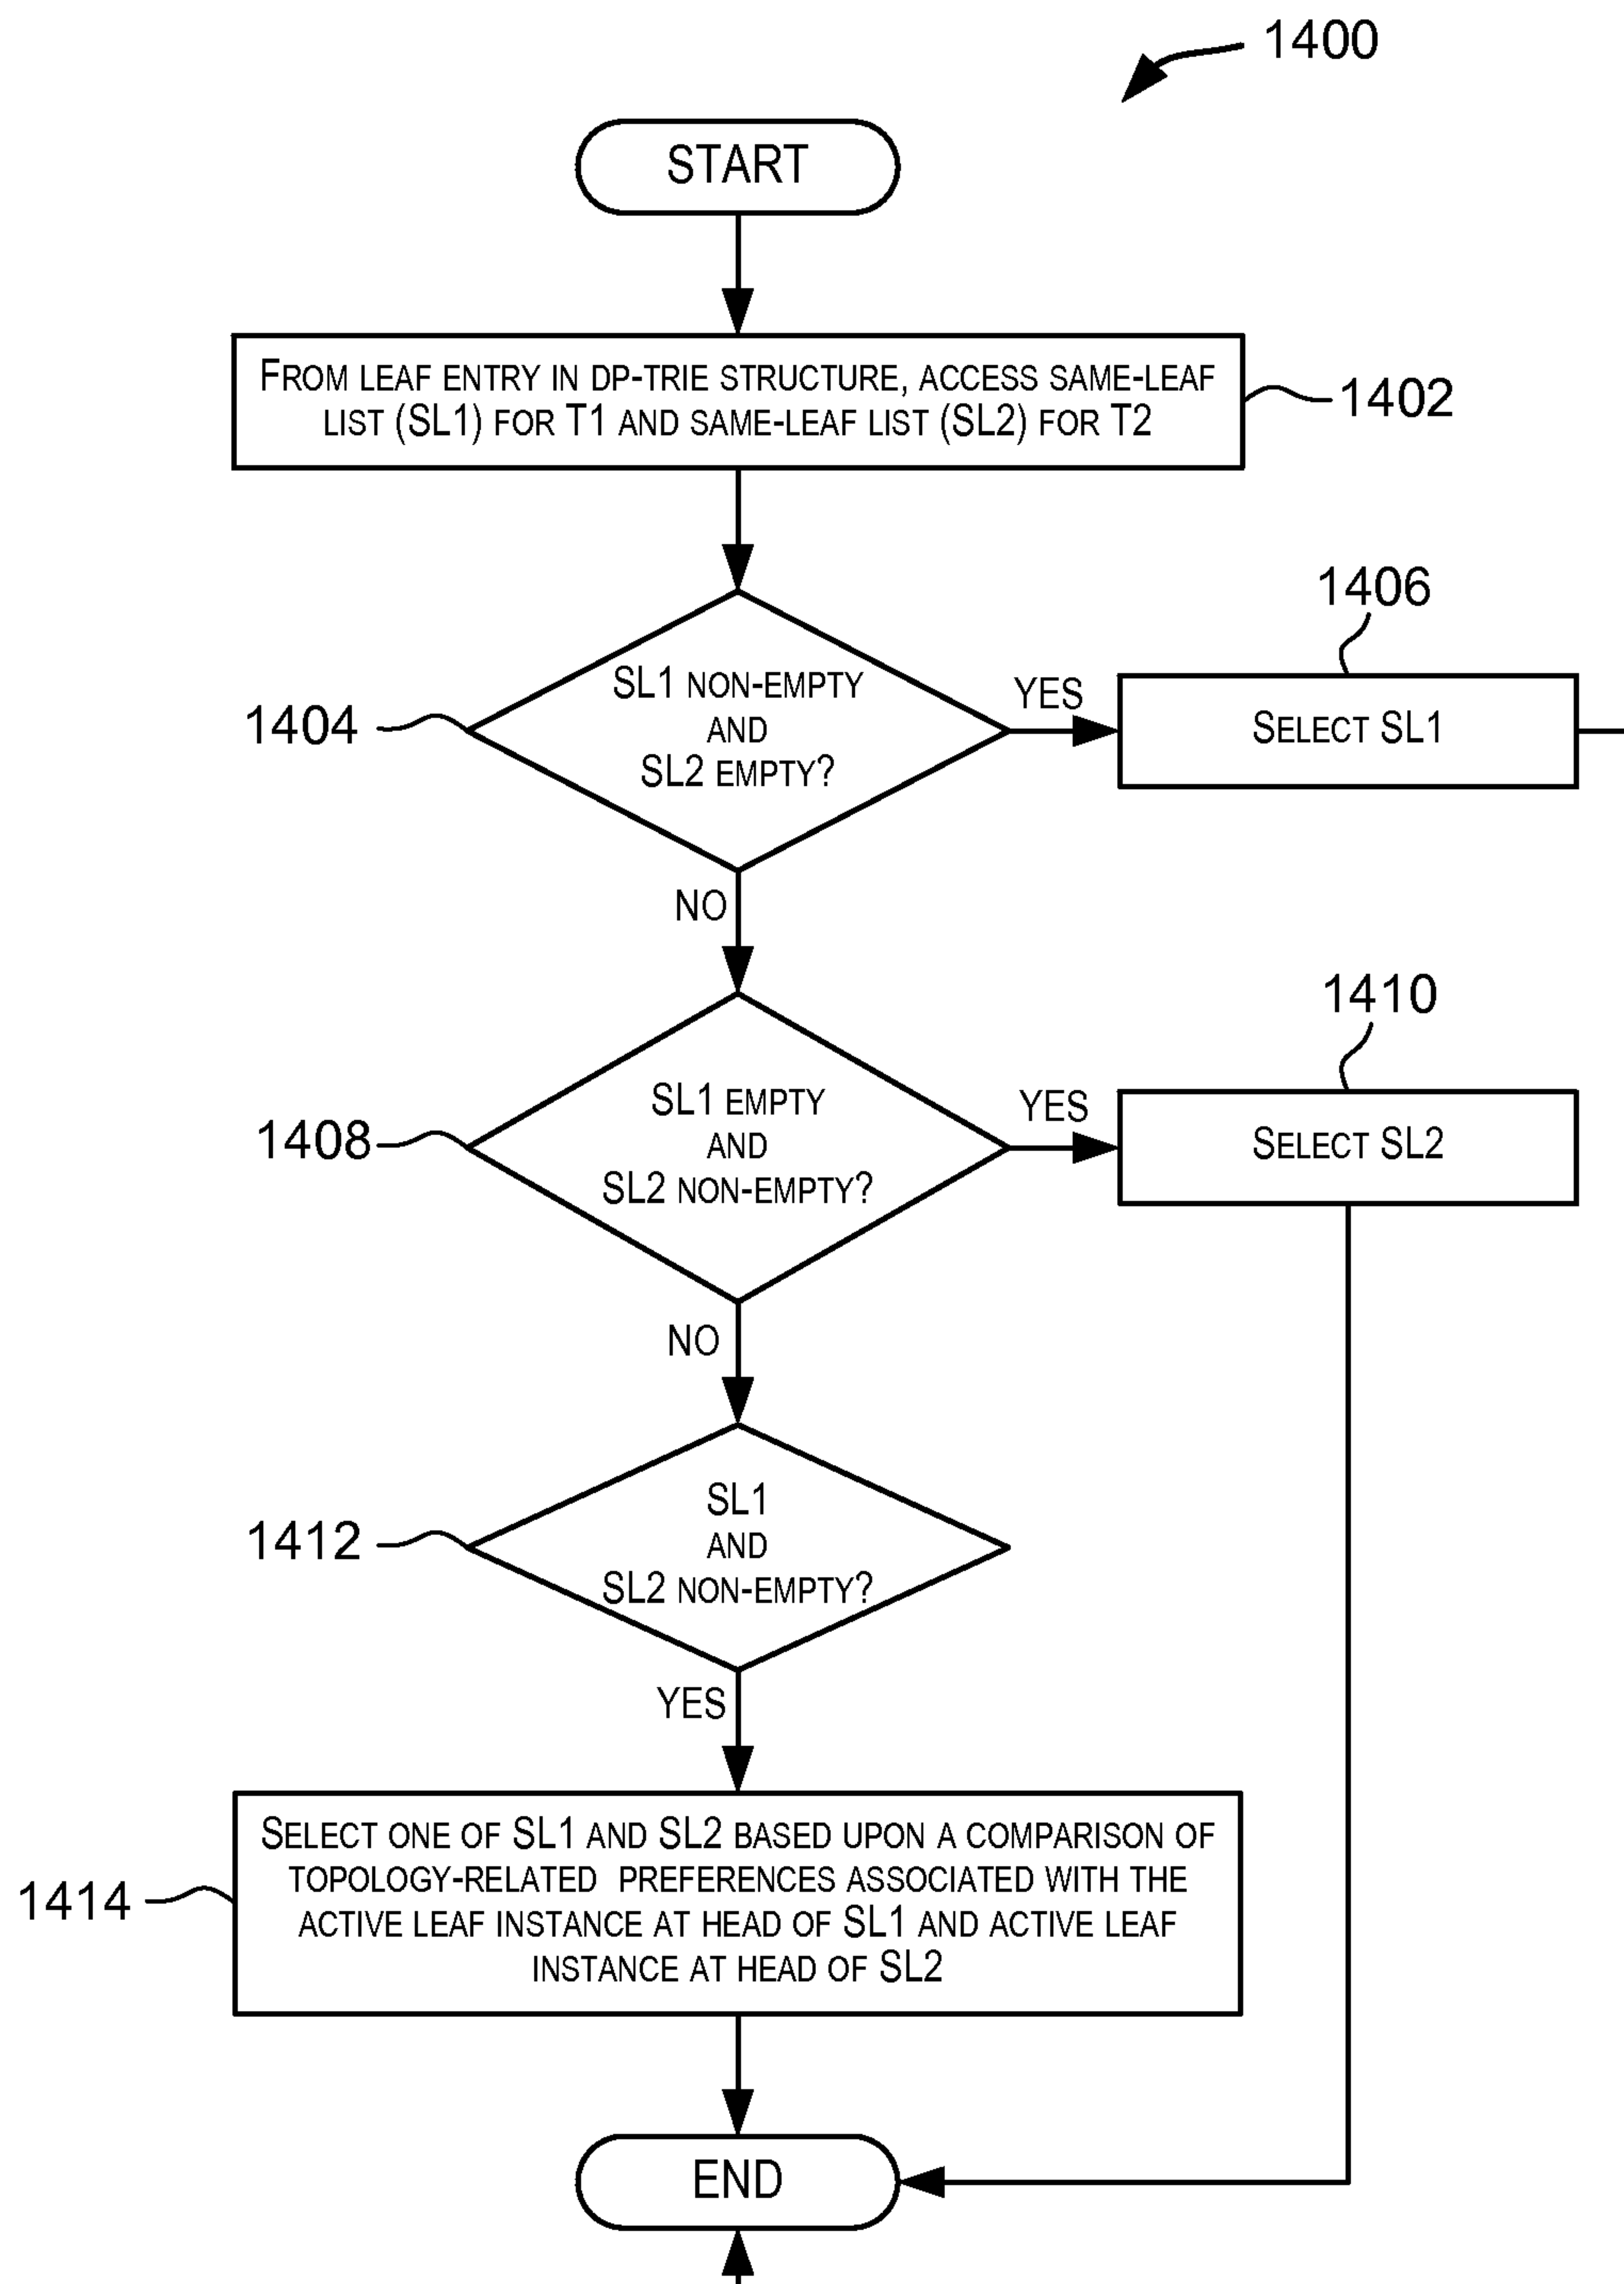 1400
START
FROM LEAF ENTRY IN DP-TRIE STRUCTURE, ACCESS SAME-LEAF
LIST (SL1) FOR T1 AND SAME-LEAF LIST (SL2) FOR T2
1402
1404
SL1 NON-EMPTY
AND
SL2 EMPTY?
YES
1406
SELECT SL1
NO
1408
SL1 EMPTY
AND
SL2 NON-EMPTY?
YES
1410
SELECT SL2
NO
1412
SL1
AND
SL2 NON-EMPTY?
YES
1414
SELECT ONE OF SL1 AND SL2 BASED UPON A COMPARISON OF
TOPOLOGY-RELATED PREFERENCES ASSOCIATED WITH THE
ACTIVE LEAF INSTANCE AT HEAD OF SL1 AND ACTIVE LEAF
INSTANCE AT HEAD OF SL2
END